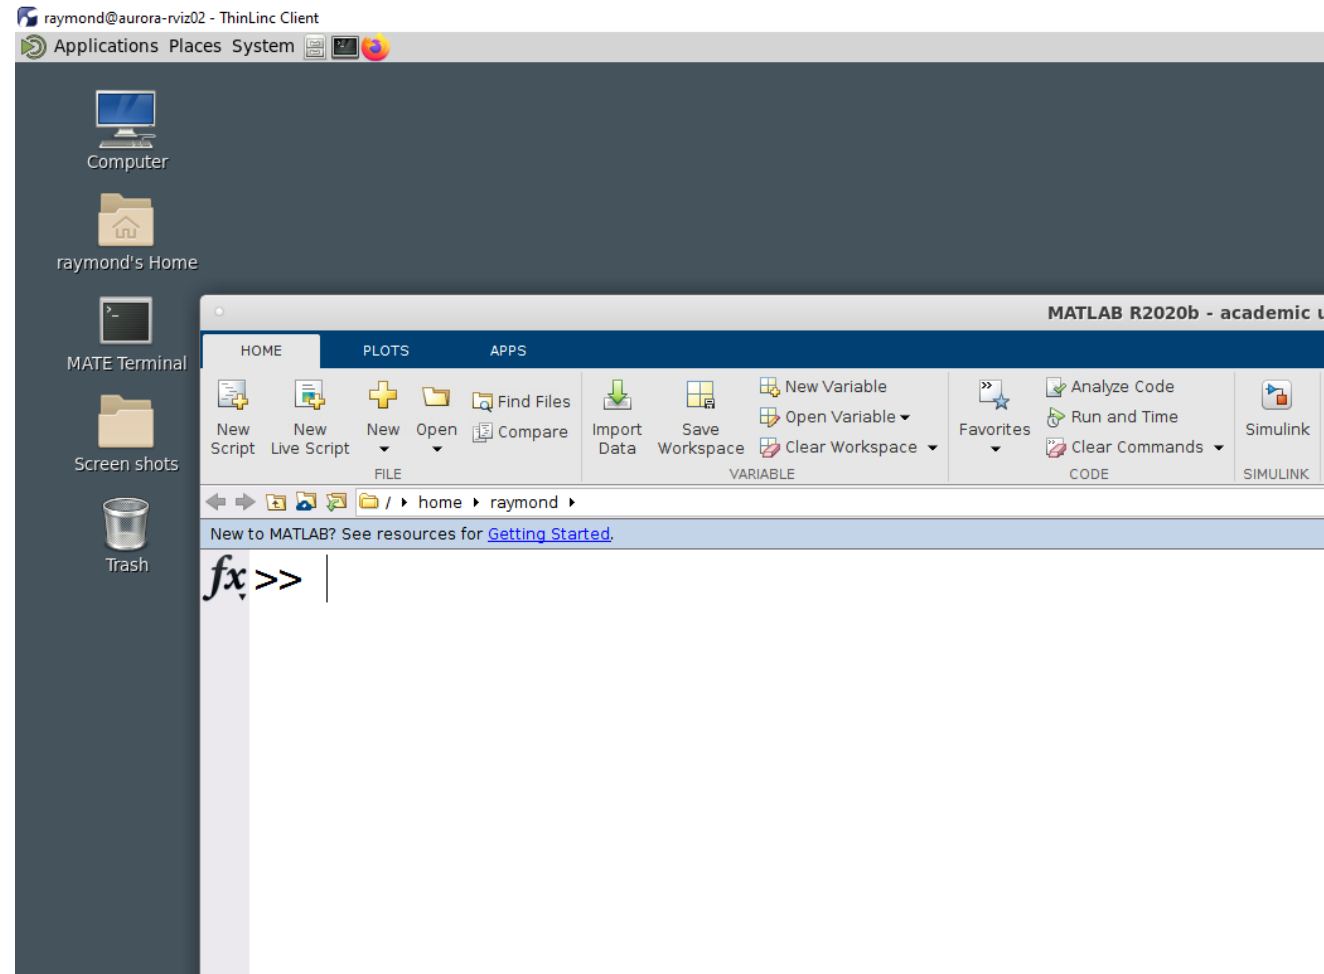 raymond@aurora-rviz02 - ThinLinc Client
Applications Places System
Computer
raymond's Home
MATE Terminal
Screen shots
Trash
MATLAB R2020b - academic u
HOME PLOTS APPS
New Script
New Live Script
New
Open
Find Files
Compare
FILE
Import Data
Save Workspace
New Variable
Open Variable
Clear Workspace
VARIABLE
Favorites
Analyze Code
Run and Time
Clear Commands
CODE
Simulink
SIMULINK
/ home raymond
New to MATLAB? See resources for Getting Started.
fx >>